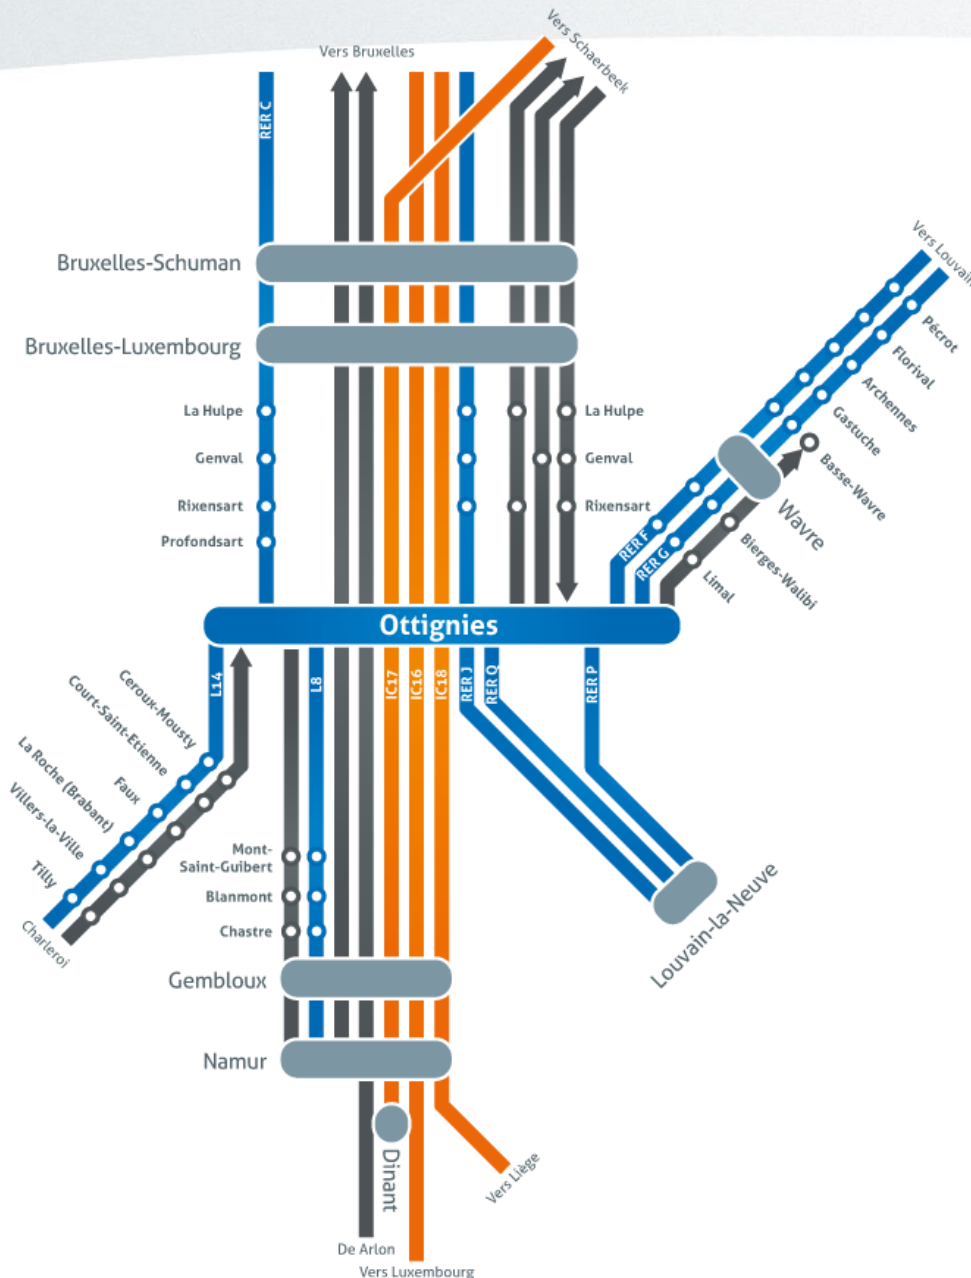 Vers Bruxelles
Vers Schaerbeek
RER C
Bruxelles-Schuman
Vers Louvain
Bruxelles-Luxembourg
Pécrot
Florival
Archennes
Gastuche
Basse-Wavre
Wavre
Bierges-Walibi
Limal
RER F
RER G
La Hulpe
La Hulpe
Genval
Genval
Rixensart
Rixensart
Profondsart
Ottignies
L14
L8
IC17
IC16
IC18
RER J
RER Q
RER P
Ceroux-Mousty
Court-Saint-Etienne
Faux
La Roche (Brabant)
Villers-la-Ville
Tilly
Charleroi
Mont-
Saint-Guibert
Blanmont
Chastre
Louvain-la-Neuve
Gembloux
Namur
Dinant
Vers Liège
De Arlon
Vers Luxembourg